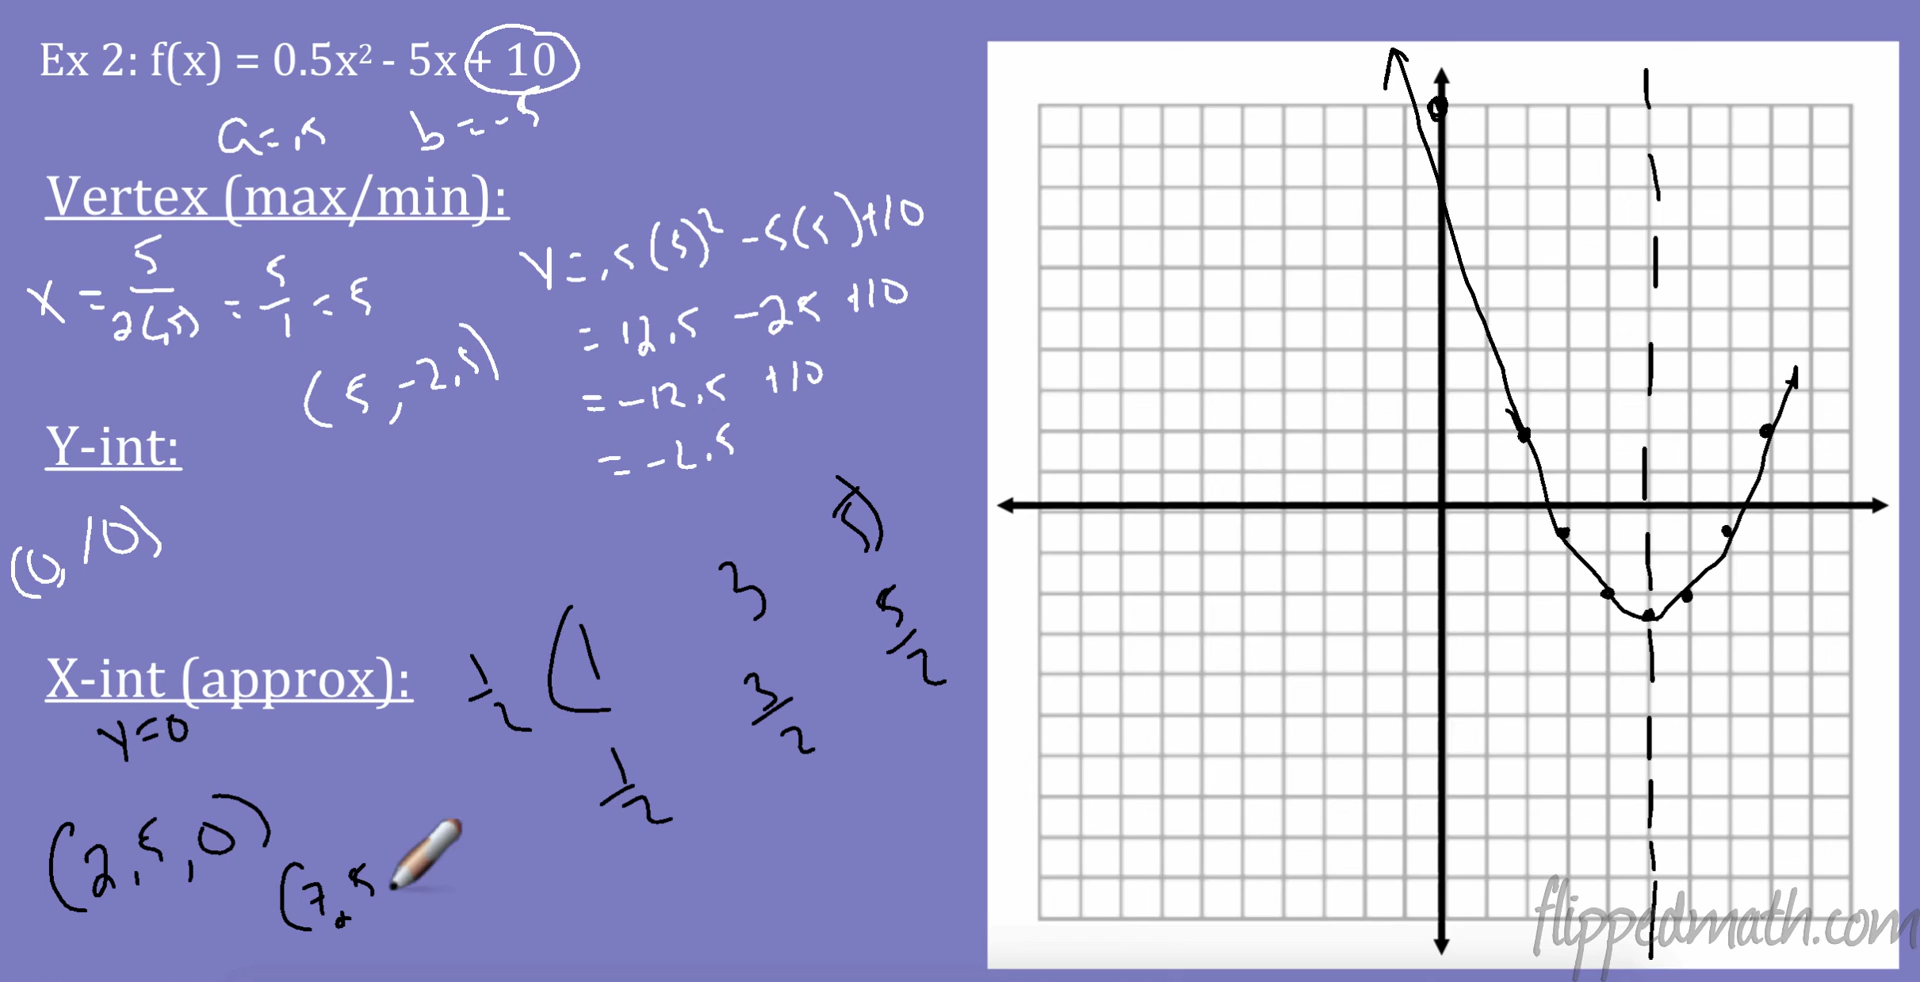 Ex 2: f(x) = 0.5x² - 5x + 10
a=.5 b=-5
Vertex (max/min):
x = 5/2(.5) = 5/1 = 5
(5,-2.5)
y=.5(5)² -5(5)+10
= 12.5 -25 +10
= -12.5 +10
= -2.5
Y-int:
(0,10)
X-int (approx):
y=0
(2.5,0)
(7.5
1/2 (1 3 5)
1/2 3/2 5/2
flippedmath.com